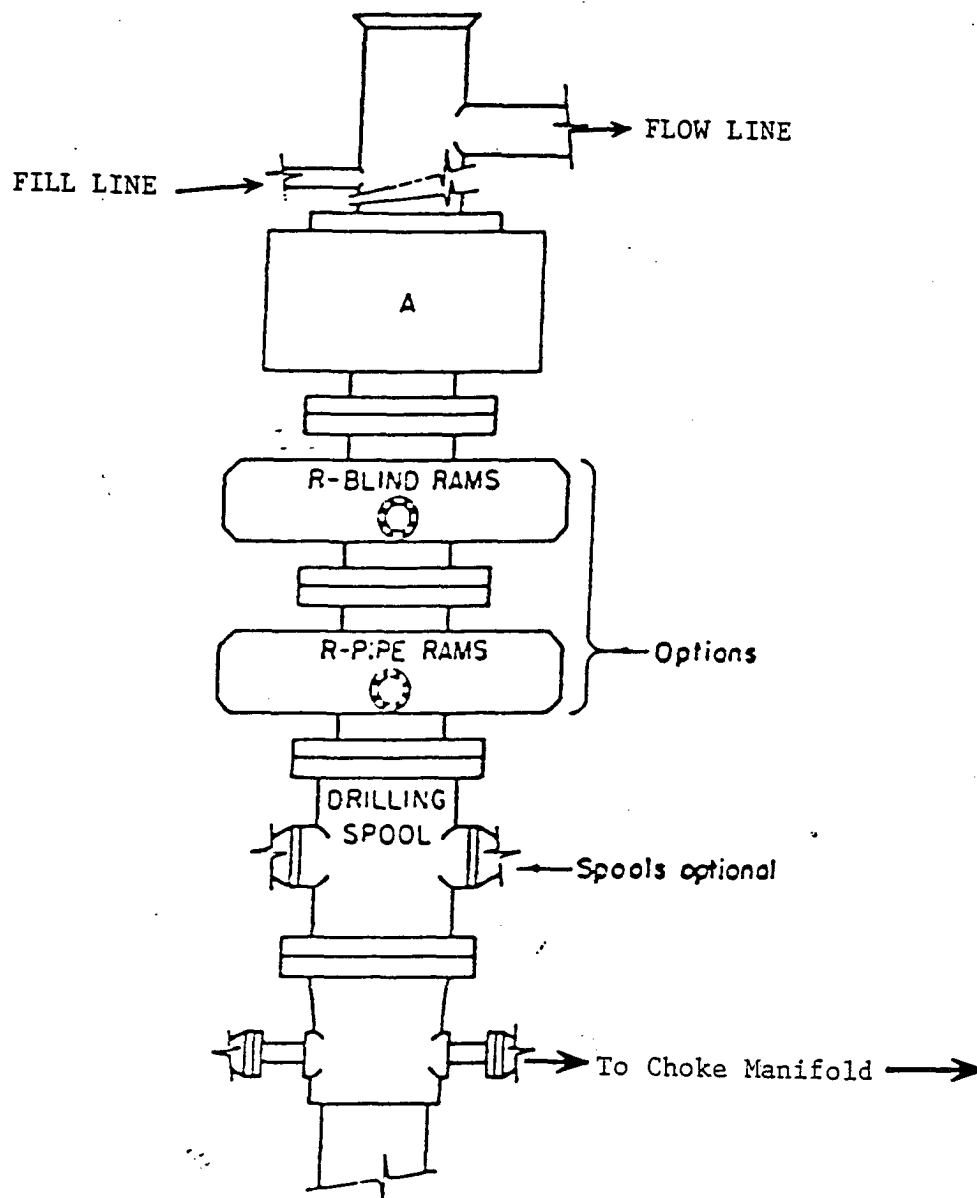 FLOW LINE
FILL LINE
A
R-BLIND RAMS
R-PIPE RAMS
Options
DRILLING
SPOOL
Spools optional
To Choke Manifold